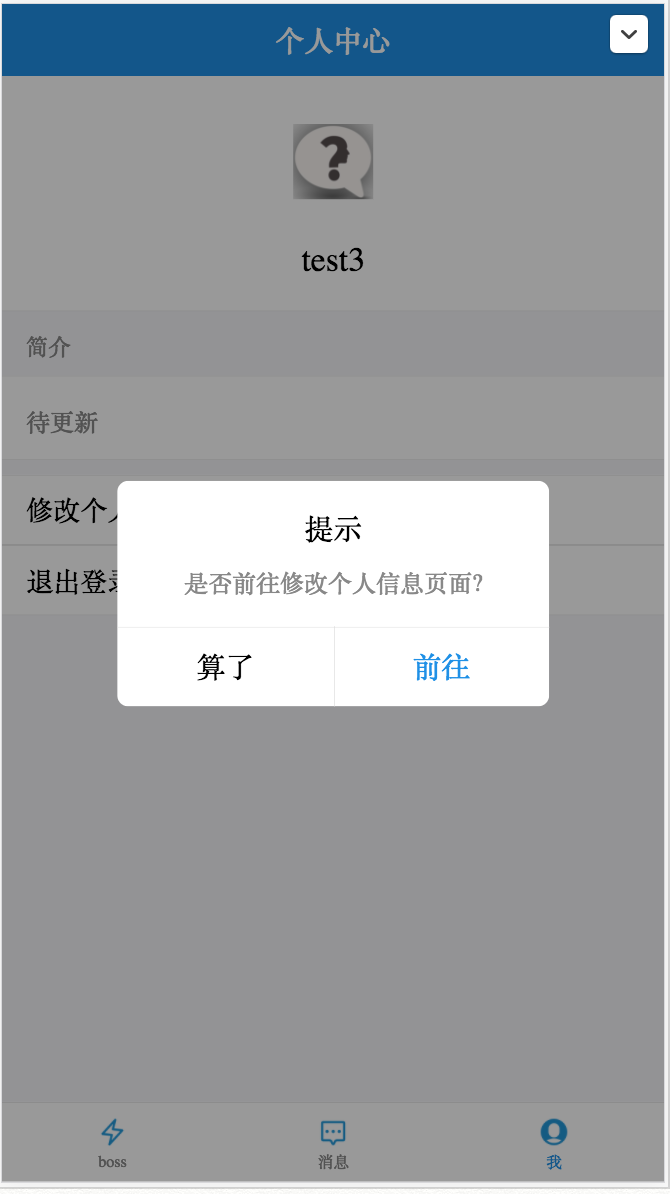 个人中心
test3
简介
待更新
修改个人
退出登录
提示
是否前往修改个人信息页面?
算了
前往
boss
消息
我